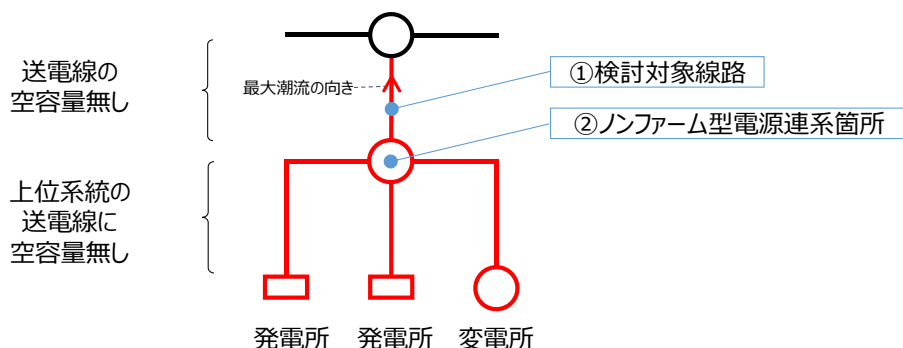 送電線の
空容量無し
最大潮流の向き
①検討対象線路
②ノンファーム型電源連系箇所
上位系統の
送電線に
空容量無し
発電所
発電所
変電所